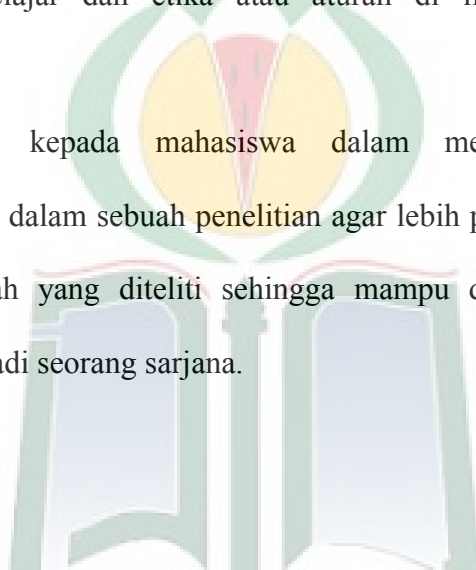 dan etika atau aturan di
kepada mahasiswa dalam
dalam sebuah penelitian agar lebih
yang diteliti sehingga mampu
seorang sarjana.